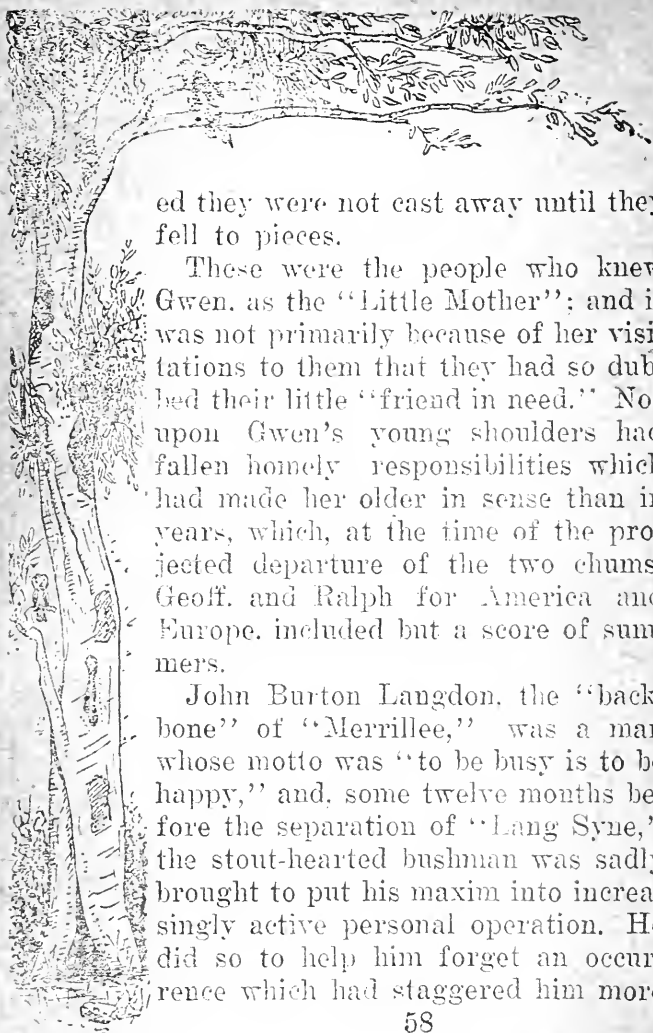 ed they were not cast away until they
fell to pieces.
These were the people who knew
Gwen. as the "Little Mother"; and i
was not primarily because of her visi
tations to them that they had so dub
bed their little "friend in need." No
upon Gwen's young shoulders had
fallen homely responsibilities which
had made her older in sense than in
years, which, at the time of the pro
jected departure of the two chums
Geoff. and Ralph for America and
Europe. included but a score of sum
mers.
John Burton Langdon. the "back
bone" of "Merrillee," was a man
whose motto was "to be busy is to be
happy," and, some twelve months be
fore the separation of "Lang Syne,"
the stout-hearted bushman was sadly
brought to put his maxim into increa
singly active personal operation. He
did so to help him forget an occur
rence which had staggered him more
58